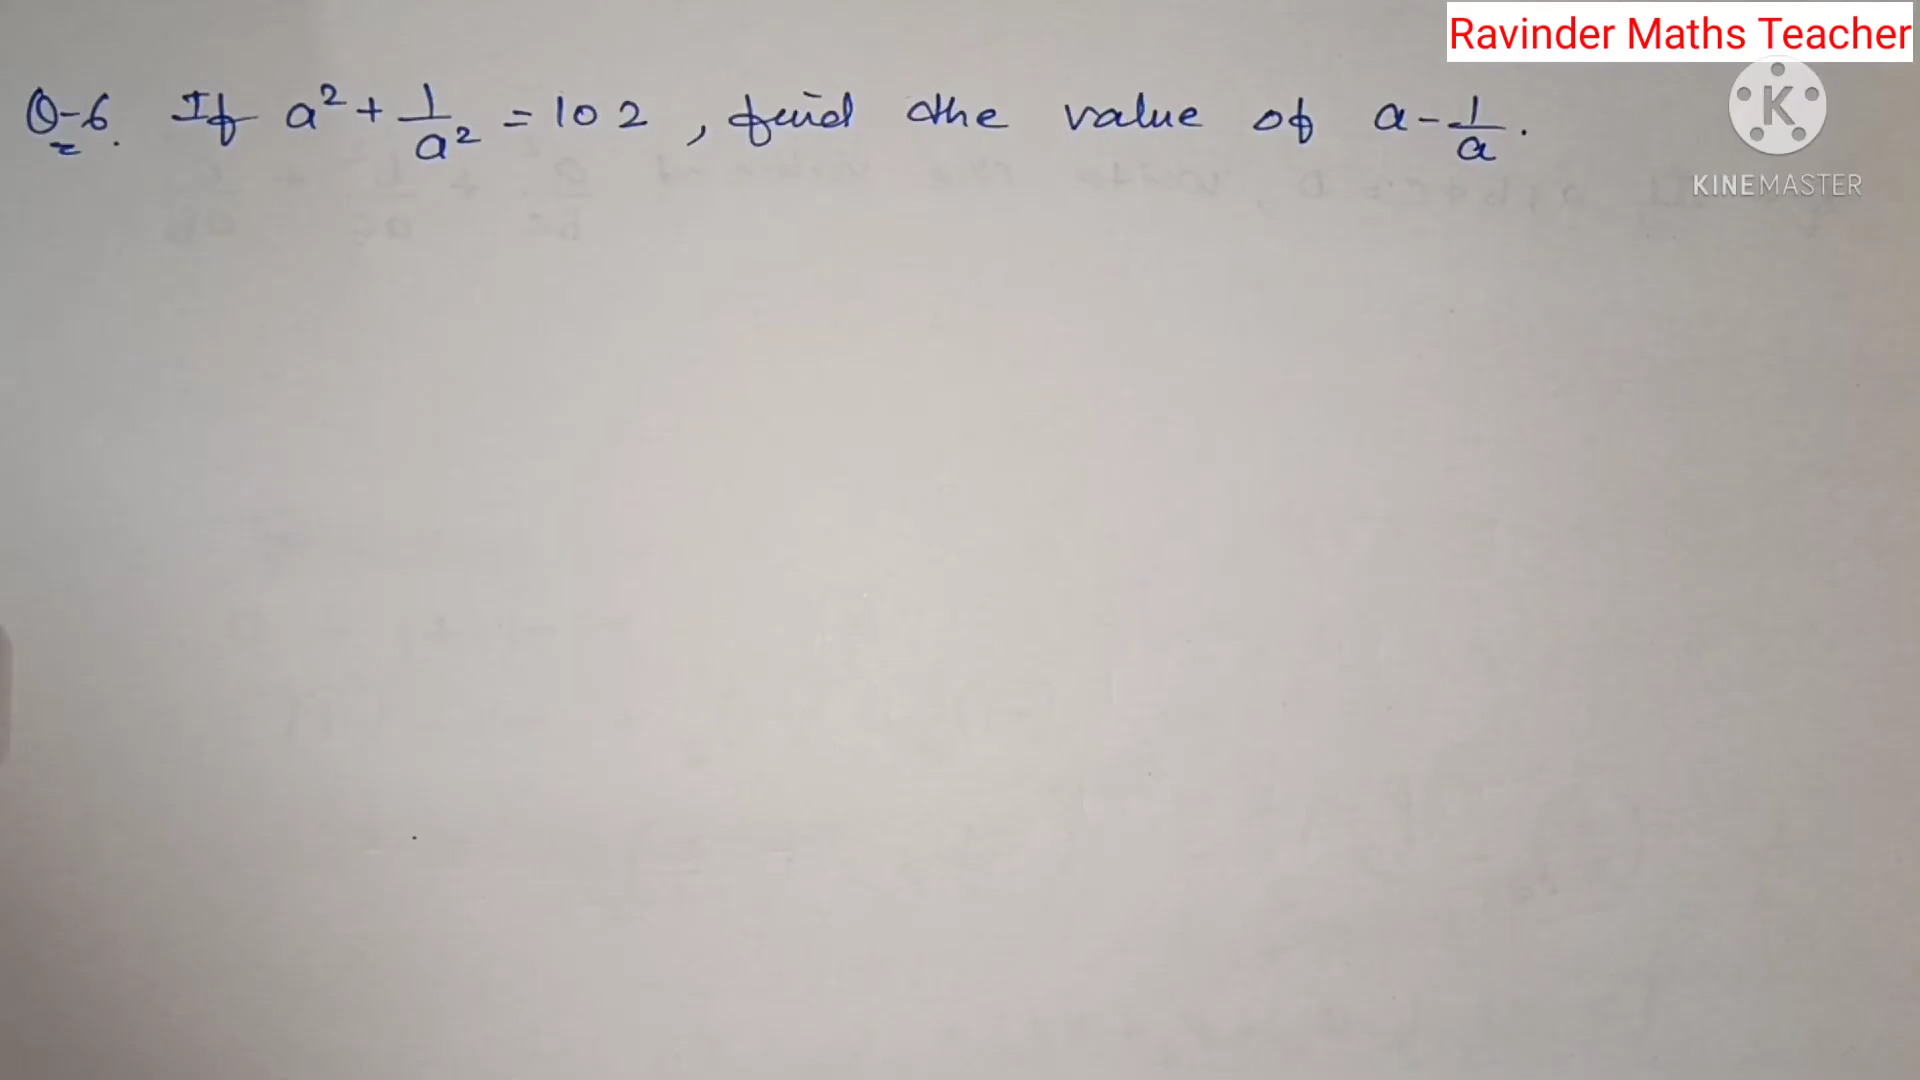 Ravinder Maths Teacher
Q-6. If a² + 1/a² = 102, find the value of a - 1/a.
K
KINEMASTER